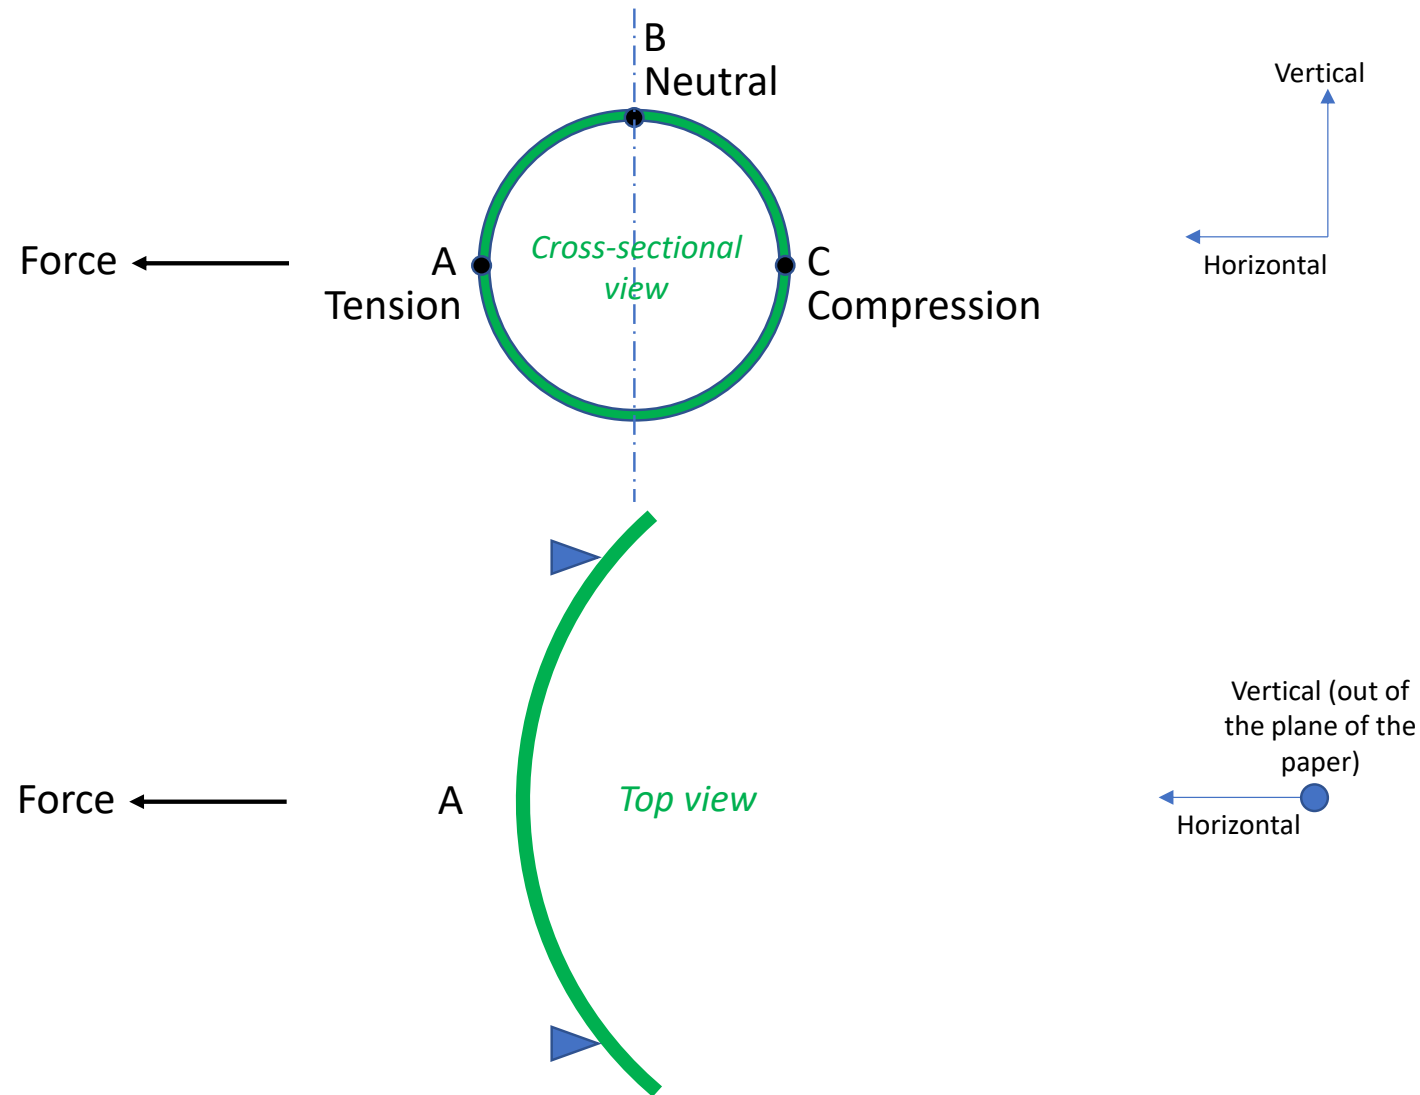 B
Neutral
Vertical
Force
A
Tension
Cross-sectional
view
C
Compression
Horizontal
Force
A
Top view
Vertical (out of
the plane of the
paper)
Horizontal